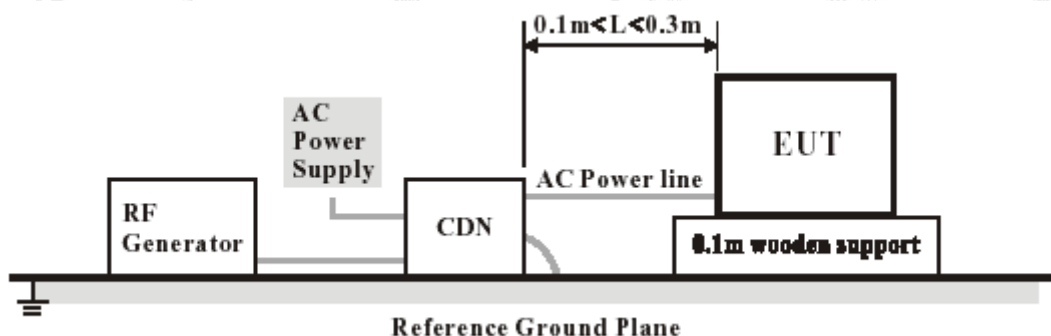 0.1m<L<0.3m
AC
Power
Supply
EUT
AC Power line
RF
Generator
CDN
0.1m wooden support
Reference Ground Plane